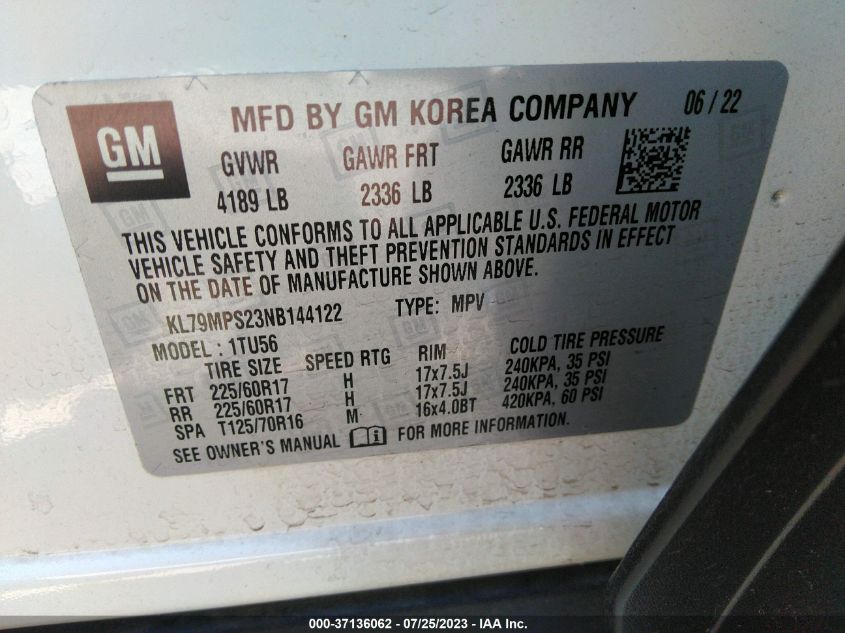 GM
MFD BY GM KOREA COMPANY 06 / 22
GVWR GAWR FRT GAWR RR
4189 LB 2336 LB 2336 LB
THIS VEHICLE CONFORMS TO ALL APPLICABLE U.S. FEDERAL MOTOR
VEHICLE SAFETY AND THEFT PREVENTION STANDARDS IN EFFECT
ON THE DATE OF MANUFACTURE SHOWN ABOVE.
KL79MPS23NB144122 TYPE: MPV
MODEL : 1TU56
TIRE SIZE SPEED RTG RIM COLD TIRE PRESSURE
FRT 225/60R17 H 17x7.5J 240KPA, 35 PSI
RR 225/60R17 H 17x7.5J 240KPA, 35 PSI
SPA T125/70R16 M 16x4.0BT 420KPA, 60 PSI
SEE OWNER'S MANUAL FOR MORE INFORMATION.
000-37136062 - 07/25/2023 - IAA Inc.